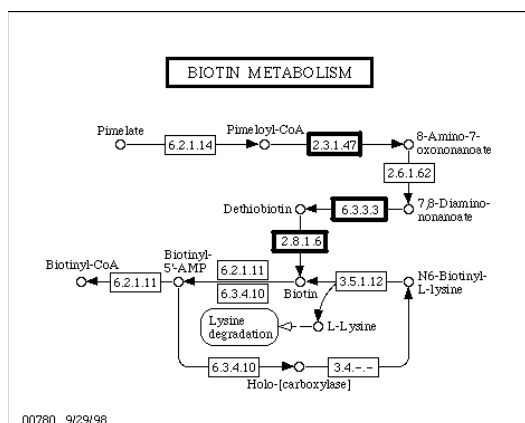 BIOTIN METABOLISM
Pimelate
6.2.1.14
Pimeloyl-CoA
2.3.1.47
8-Amino-7-
oxononanoate
2.6.1.62
Dethiobiotin
6.3.3.3
7,8-Diamino-
nonanoate
2.8.1.6
Biotinyl-CoA
6.2.1.11
Biotinyl-
5'-AMP
6.2.1.11
6.3.4.10
Biotin
3.5.1.12
N6-Biotinyl-
L-lysine
Lysine
degradation
L-Lysine
6.3.4.10
Holo-[carboxylase]
3.4.-.-
00780 9/29/98